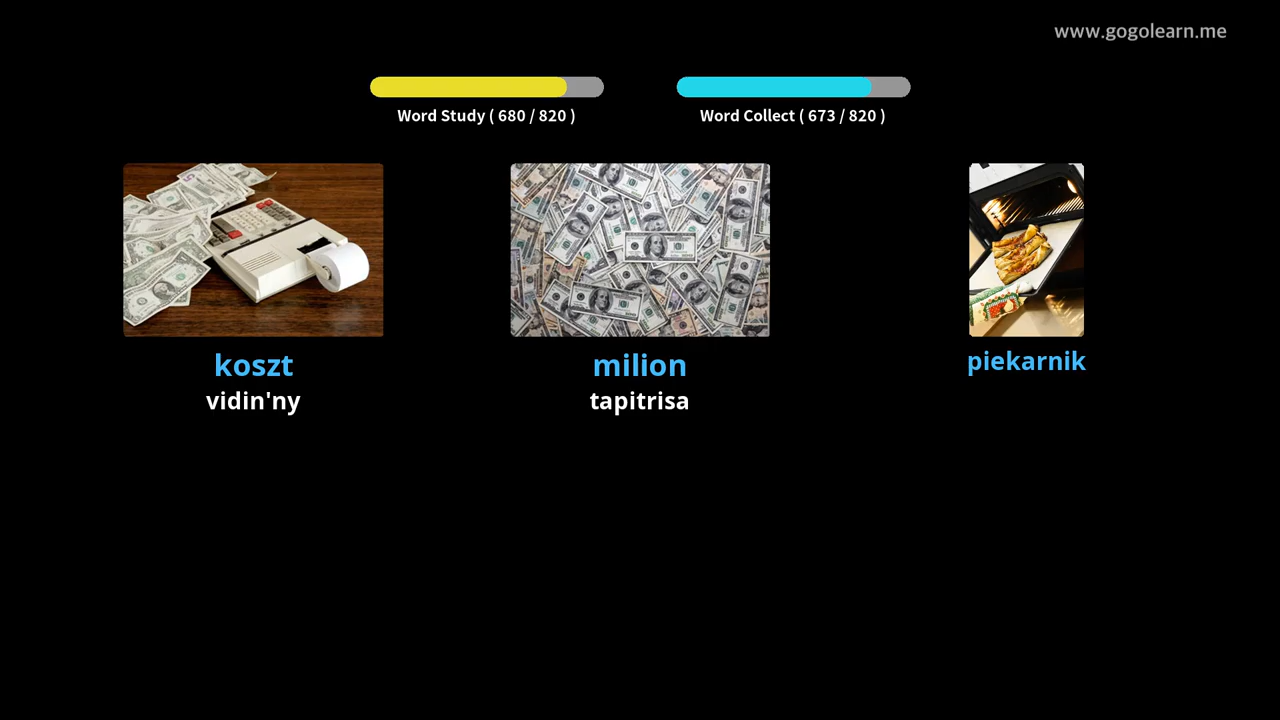 www.gogolearn.me
Word Study ( 680 / 820 )
Word Collect ( 673 / 820 )
koszt
vidin'ny
milion
tapitrisa
piekarnik